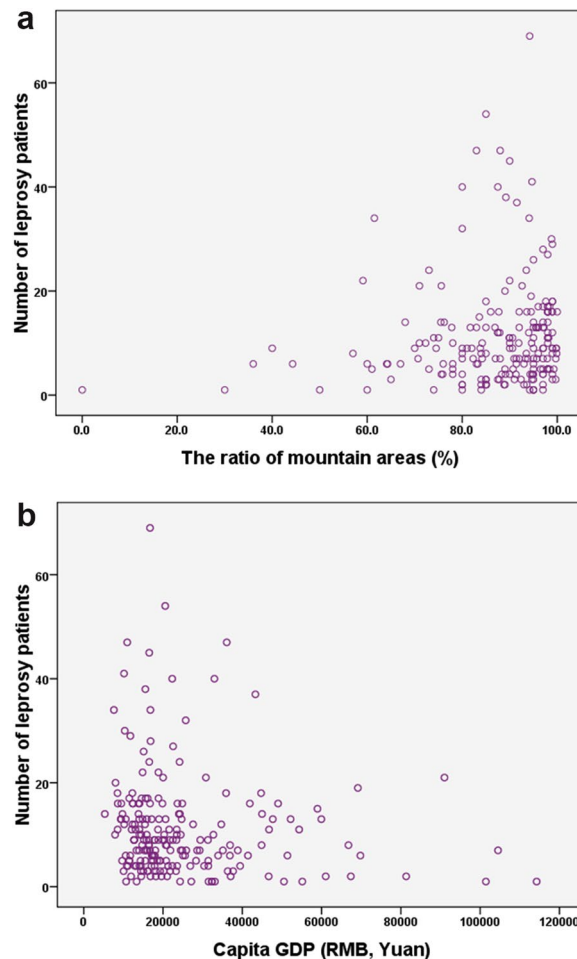 a
Number of leprosy patients
60
40
20
0
0.0 20.0 40.0 60.0 80.0 100.0
The ratio of mountain areas (%)
b
Number of leprosy patients
60
40
20
0
0 20000 40000 60000 80000 100000 120000
Capita GDP (RMB, Yuan)